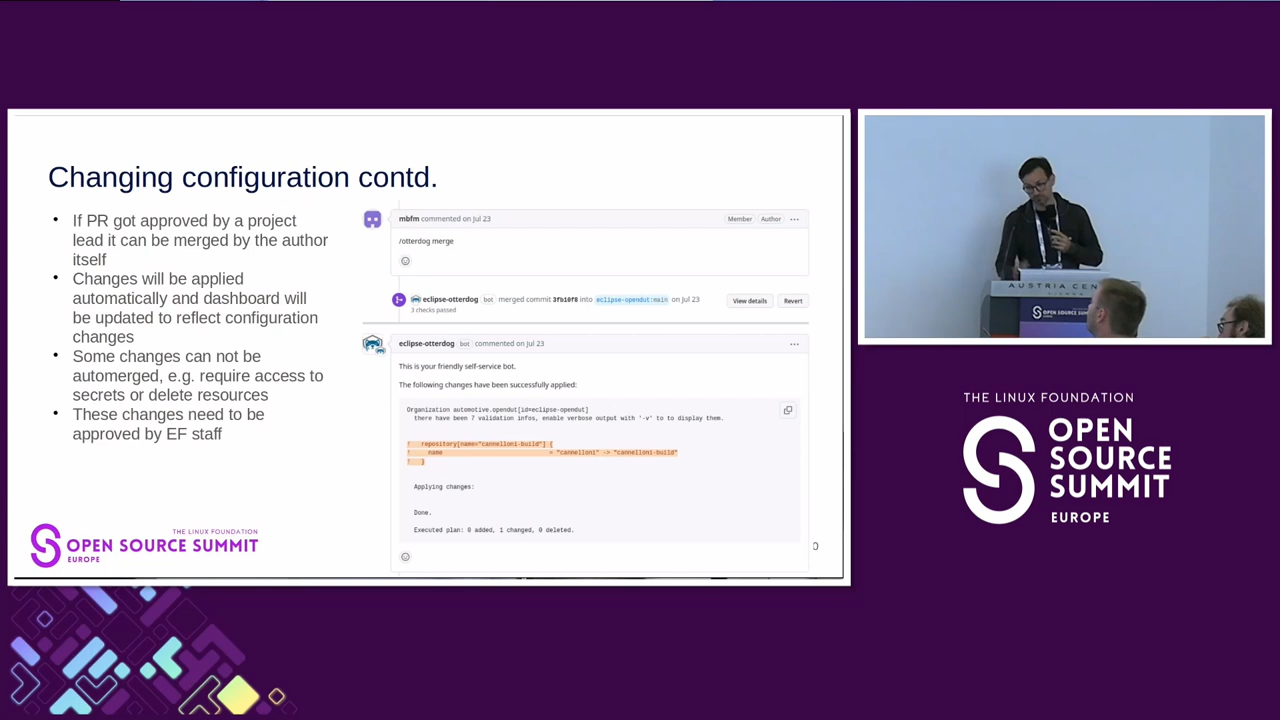 Changing configuration contd.
• If PR got approved by a project
lead it can be merged by the author
itself
• Changes will be applied
automatically and dashboard will
be updated to reflect configuration
changes
• Some changes can not be
automerged, e.g. require access to
secrets or delete resources
• These changes need to be
approved by EF staff
mbfm commented on Jul 23 Member Author ...
/otterdog merge
eclipse-otterdog bot merged commit 3fb10f8 into eclipse-opendut:main on Jul 23 View details Revert
3 checks passed
eclipse-otterdog bot commented on Jul 23 ...
This is your friendly self-service bot.
The following changes have been successfully applied:
Organization automotive.opendut[id=eclipse-opendut]
there have been 7 validation infos, enable verbose output with '-v' to to display them.
! repository[name="cannelloni-build"] {
! name = "cannelloni" -> "cannelloni-build"
! }
Applying changes:
Done.
Executed plan: 0 added, 1 changed, 0 deleted.
THE LINUX FOUNDATION
OPEN SOURCE SUMMIT
EUROPE
0
AUSTRIA CEN
OPEN SOURCE SUMMIT
THE LINUX FOUNDATION
OPEN
SOURCE
SUMMIT
EUROPE